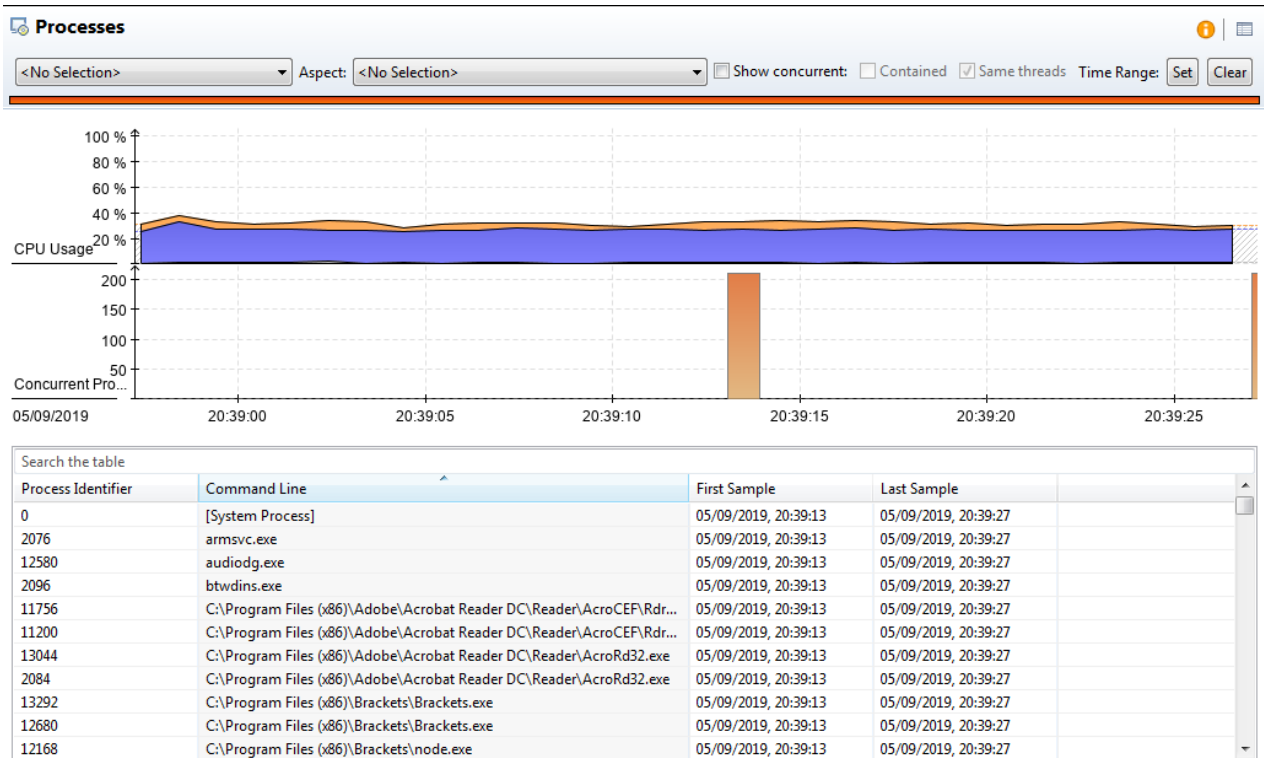 Processes
<No Selection> Aspect: <No Selection> Show concurrent: Contained Same threads Time Range: Set Clear
100 %
80 %
60 %
40 %
20 %
CPU Usage
200
150
100
50
Concurrent Pro...
05/09/2019 20:39:00 20:39:05 20:39:10 20:39:15 20:39:20 20:39:25
Search the table
Process Identifier Command Line First Sample Last Sample
0 [System Process] 05/09/2019, 20:39:13 05/09/2019, 20:39:27
2076 armsvc.exe 05/09/2019, 20:39:13 05/09/2019, 20:39:27
12580 audiodg.exe 05/09/2019, 20:39:13 05/09/2019, 20:39:27
2096 btwdins.exe 05/09/2019, 20:39:13 05/09/2019, 20:39:27
11756 C:\Program Files (x86)\Adobe\Acrobat Reader DC\Reader\AcroCEF\Rdr... 05/09/2019, 20:39:13 05/09/2019, 20:39:27
11200 C:\Program Files (x86)\Adobe\Acrobat Reader DC\Reader\AcroCEF\Rdr... 05/09/2019, 20:39:13 05/09/2019, 20:39:27
13044 C:\Program Files (x86)\Adobe\Acrobat Reader DC\Reader\AcroRd32.exe 05/09/2019, 20:39:13 05/09/2019, 20:39:27
2084 C:\Program Files (x86)\Adobe\Acrobat Reader DC\Reader\AcroRd32.exe 05/09/2019, 20:39:13 05/09/2019, 20:39:27
13292 C:\Program Files (x86)\Brackets\Brackets.exe 05/09/2019, 20:39:13 05/09/2019, 20:39:27
12680 C:\Program Files (x86)\Brackets\Brackets.exe 05/09/2019, 20:39:13 05/09/2019, 20:39:27
12168 C:\Program Files (x86)\Brackets\node.exe 05/09/2019, 20:39:13 05/09/2019, 20:39:27